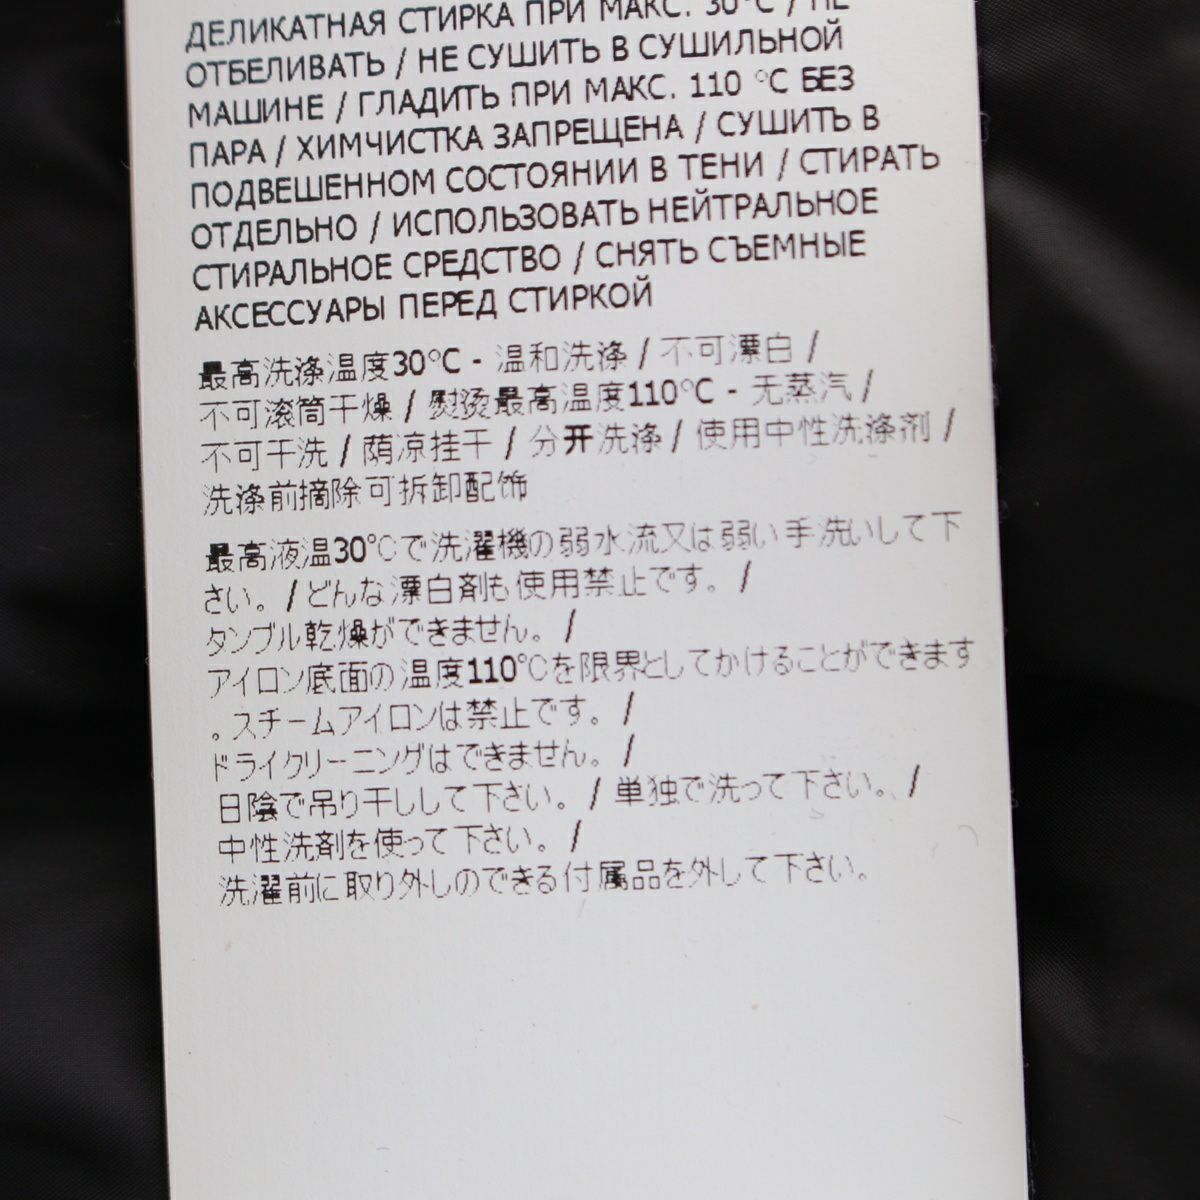 ДЕЛИКАТНАЯ СТИРКА ПРИ МАКС. 30°C / НЕ
ОТБЕЛИВАТЬ / НЕ СУШИТЬ В СУШИЛЬНОЙ
МАШИНЕ / ГЛАДИТЬ ПРИ МАКС. 110 °C БЕЗ
ПАРА / ХИМЧИСТКА ЗАПРЕЩЕНА / СУШИТЬ В
ПОДВЕШЕННОМ СОСТОЯНИИ В ТЕНИ / СТИРАТЬ
ОТДЕЛЬНО / ИСПОЛЬЗОВАТЬ НЕЙТРАЛЬНОЕ
СТИРАЛЬНОЕ СРЕДСТВО / СНЯТЬ СЪЕМНЫЕ
АКСЕССУАРЫ ПЕРЕД СТИРКОЙ
最高洗涤温度30°C - 温和洗涤 / 不可漂白 /
不可滚筒干燥 / 熨烫最高温度110°C - 无蒸汽 /
不可干洗 / 荫凉挂干 / 分开洗涤 / 使用中性洗涤剂 /
洗涤前摘除可拆卸配饰
最高液温30°Cで洗濯機の弱水流又は弱い手洗いして下
さい。 / どんな漂白剤も使用禁止です。 /
タンブル乾燥ができません。 /
アイロン底面の温度110°Cを限界としてかけることができます
。スチームアイロンは禁止です。 /
ドライクリーニングはできません。 /
日陰で吊り干しして下さい。 / 単独で洗って下さい。 /
中性洗剤を使って下さい。 /
洗濯前に取り外しのできる付属品を外して下さい。